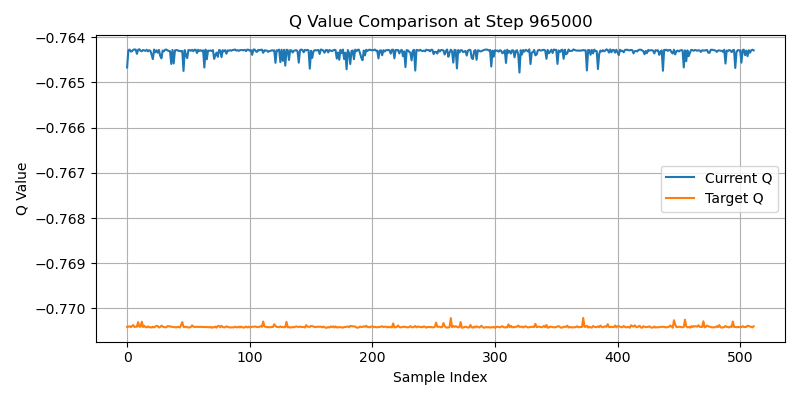 Q Value Comparison at Step 965000
−0.764
−0.765
−0.766
−0.767
−0.768
−0.769
−0.770
Q Value
Current Q
Target Q
0
100
200
300
400
500
Sample Index